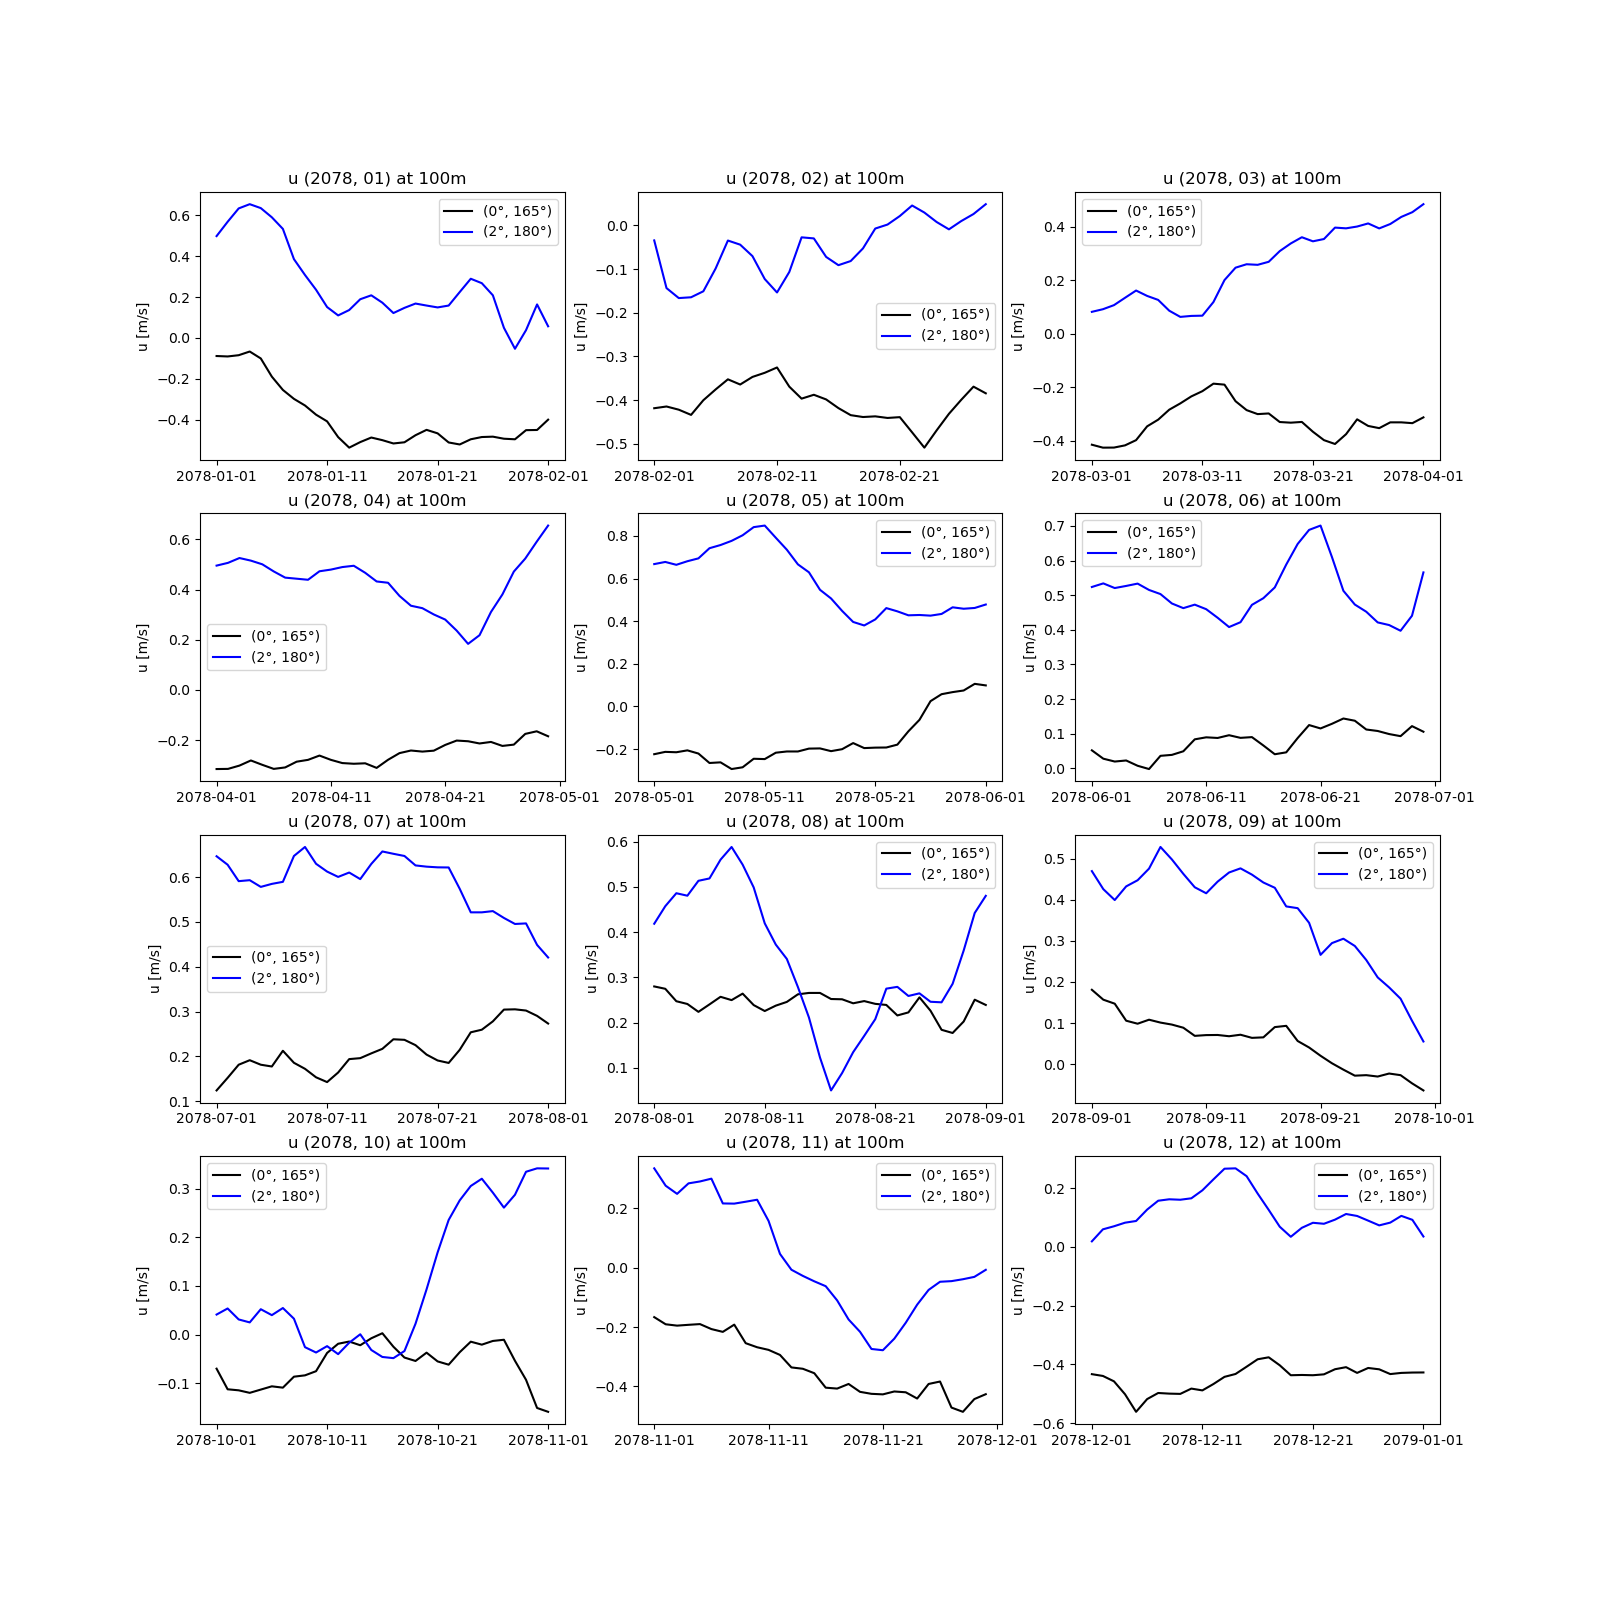 u (2078, 01) at 100m
u [m/s]
0.6
0.4
0.2
0.0
−0.2
−0.4
(0°, 165°)
(2°, 180°)
2078-01-01 2078-01-11 2078-01-21 2078-02-01
u (2078, 02) at 100m
u [m/s]
0.0
−0.1
−0.2
−0.3
−0.4
−0.5
(0°, 165°)
(2°, 180°)
2078-02-01 2078-02-11 2078-02-21
u (2078, 03) at 100m
u [m/s]
0.4
0.2
0.0
−0.2
−0.4
(0°, 165°)
(2°, 180°)
2078-03-01 2078-03-11 2078-03-21 2078-04-01
u (2078, 04) at 100m
u [m/s]
0.6
0.4
0.2
0.0
−0.2
(0°, 165°)
(2°, 180°)
2078-04-01 2078-04-11 2078-04-21 2078-05-01
u (2078, 05) at 100m
u [m/s]
0.8
0.6
0.4
0.2
0.0
−0.2
(0°, 165°)
(2°, 180°)
2078-05-01 2078-05-11 2078-05-21 2078-06-01
u (2078, 06) at 100m
u [m/s]
0.7
0.6
0.5
0.4
0.3
0.2
0.1
0.0
(0°, 165°)
(2°, 180°)
2078-06-01 2078-06-11 2078-06-21 2078-07-01
u (2078, 07) at 100m
u [m/s]
0.6
0.5
0.4
0.3
0.2
0.1
(0°, 165°)
(2°, 180°)
2078-07-01 2078-07-11 2078-07-21 2078-08-01
u (2078, 08) at 100m
u [m/s]
0.6
0.5
0.4
0.3
0.2
0.1
(0°, 165°)
(2°, 180°)
2078-08-01 2078-08-11 2078-08-21 2078-09-01
u (2078, 09) at 100m
u [m/s]
0.5
0.4
0.3
0.2
0.1
0.0
(0°, 165°)
(2°, 180°)
2078-09-01 2078-09-11 2078-09-21 2078-10-01
u (2078, 10) at 100m
u [m/s]
0.3
0.2
0.1
0.0
−0.1
(0°, 165°)
(2°, 180°)
2078-10-01 2078-10-11 2078-10-21 2078-11-01
u (2078, 11) at 100m
u [m/s]
0.2
0.0
−0.2
−0.4
(0°, 165°)
(2°, 180°)
2078-11-01 2078-11-11 2078-11-21 2078-12-01
u (2078, 12) at 100m
u [m/s]
0.2
0.0
−0.2
−0.4
−0.6
(0°, 165°)
(2°, 180°)
2078-12-01 2078-12-11 2078-12-21 2079-01-01